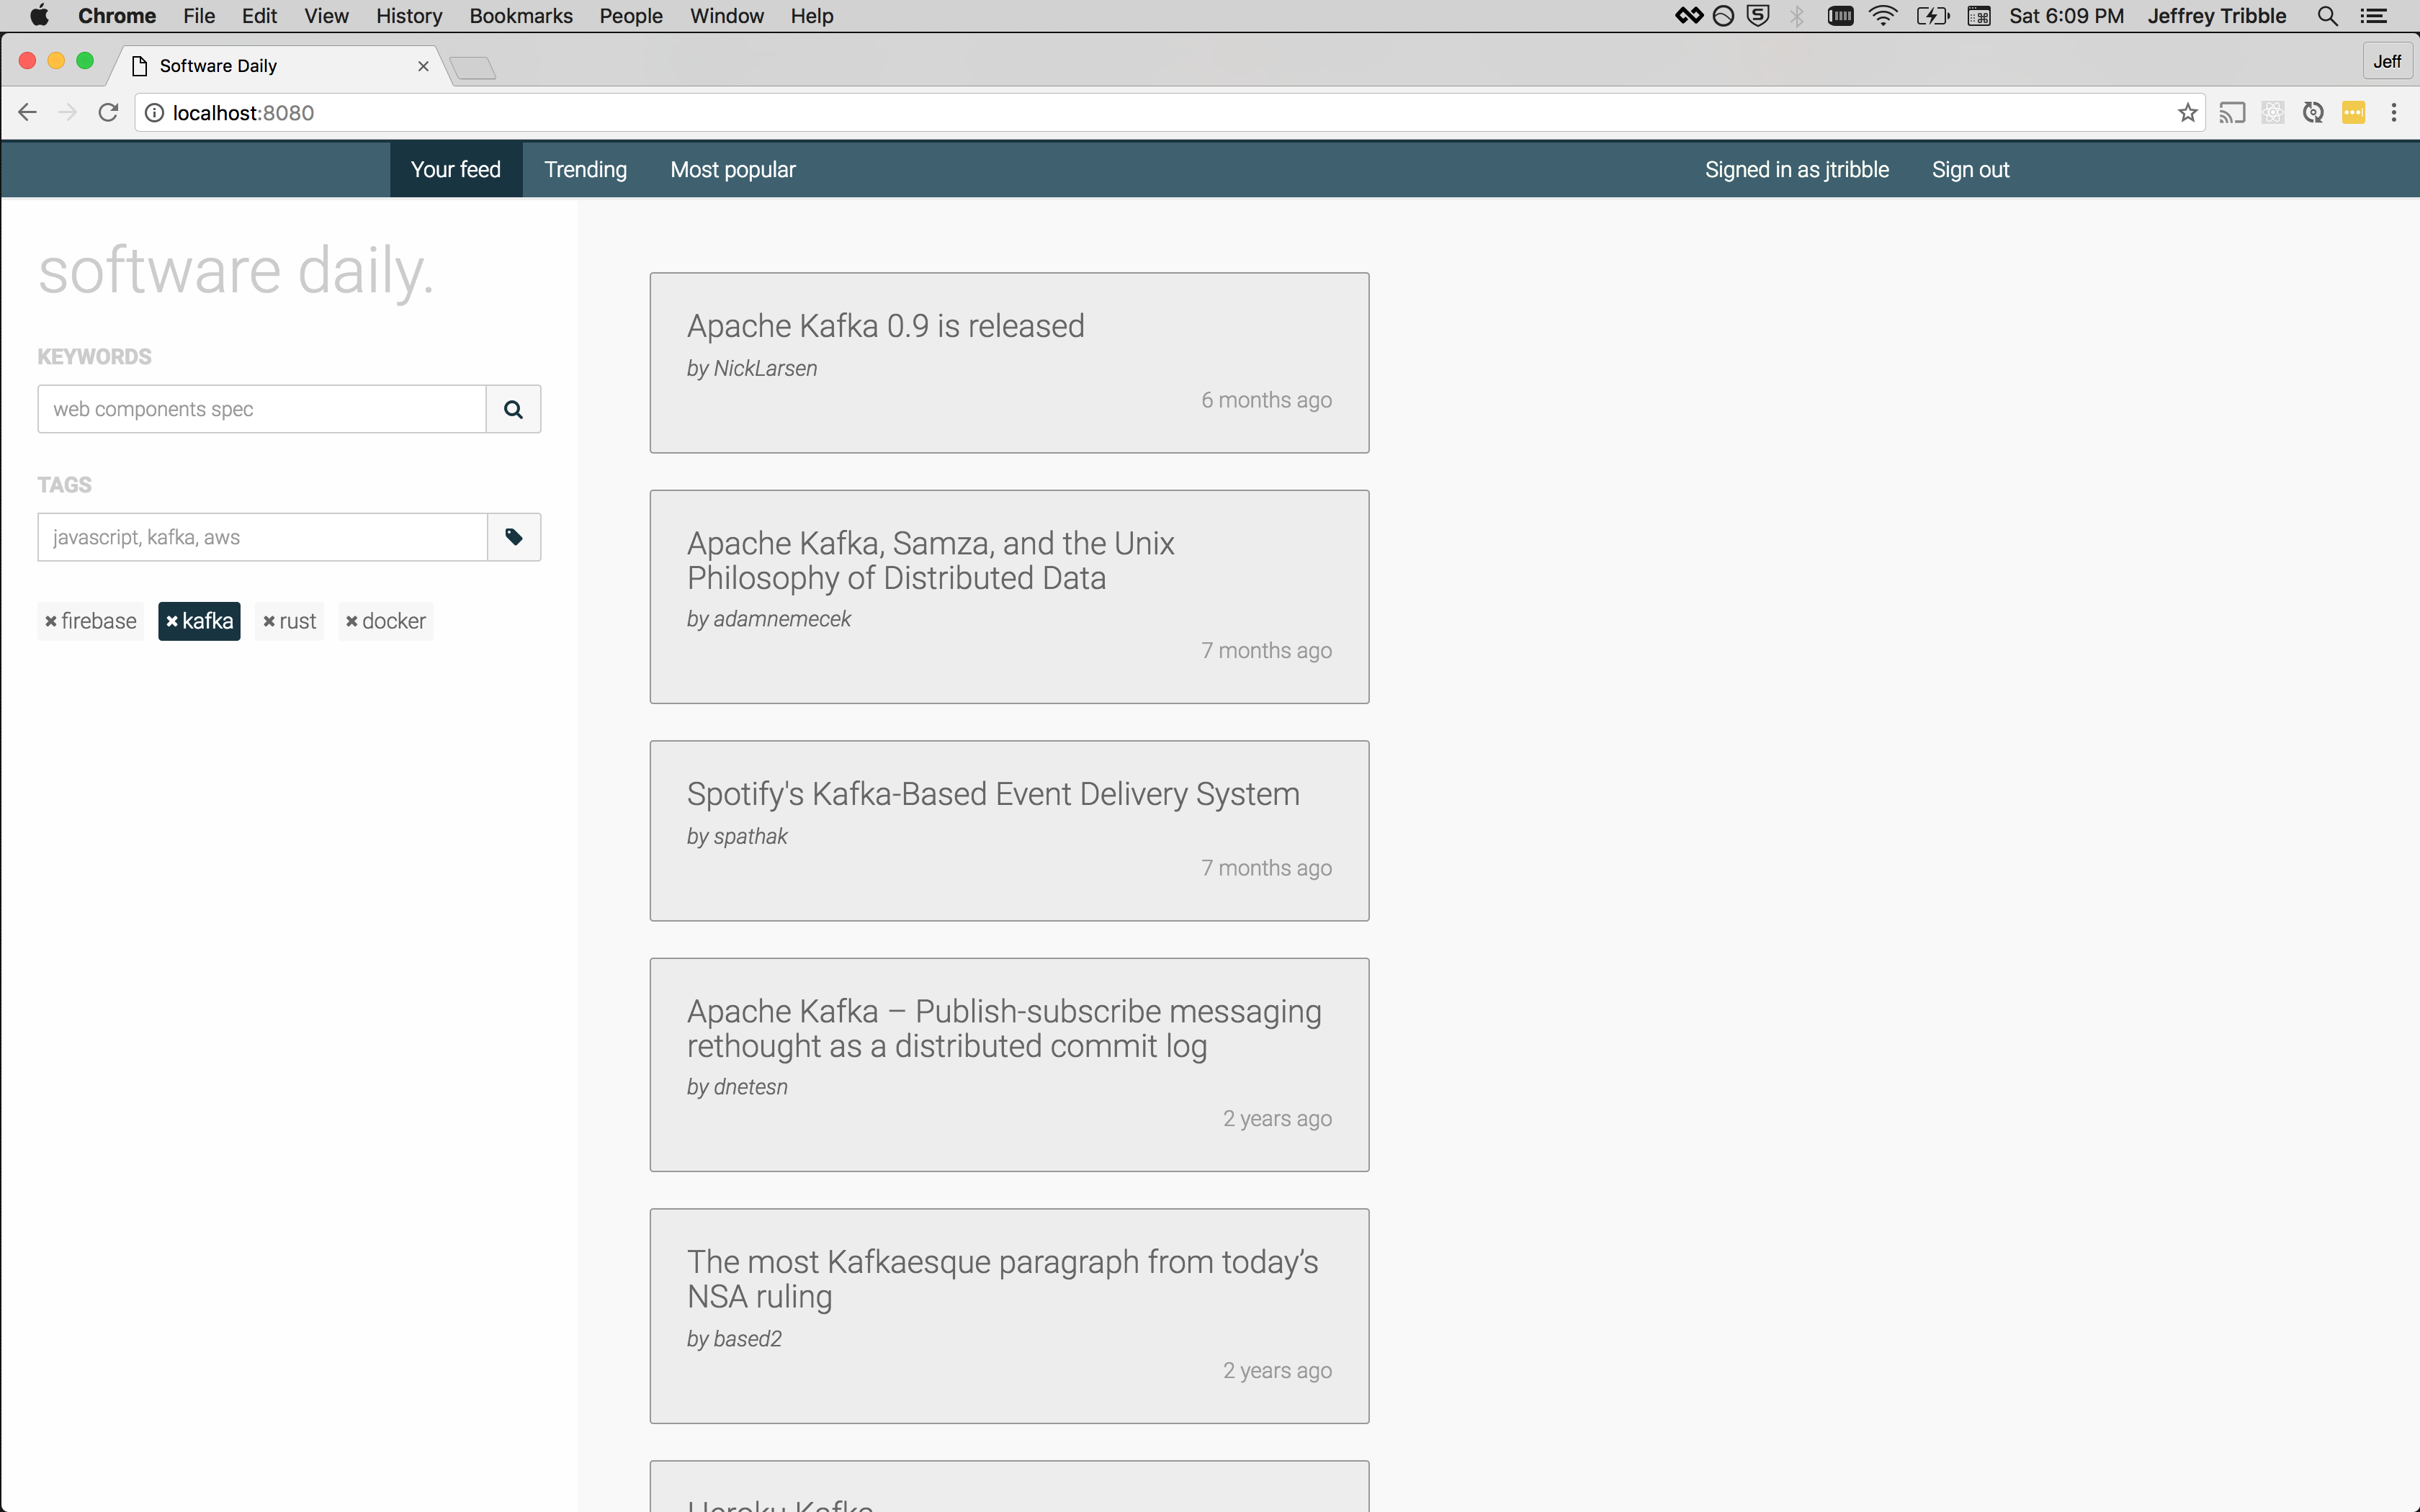 Chrome File Edit View History Bookmarks People Window Help Sat 6:09 PM Jeffrey Tribble
Software Daily Jeff
localhost:8080
Your feed Trending Most popular Signed in as jtribble Sign out
software daily.
KEYWORDS
web components spec
TAGS
javascript, kafka, aws
firebase kafka rust docker
Apache Kafka 0.9 is released
by NickLarsen
6 months ago
Apache Kafka, Samza, and the Unix
Philosophy of Distributed Data
by adamnemecek
7 months ago
Spotify's Kafka-Based Event Delivery System
by spathak
7 months ago
Apache Kafka – Publish-subscribe messaging
rethought as a distributed commit log
by dnetesn
2 years ago
The most Kafkaesque paragraph from today’s
NSA ruling
by based2
2 years ago
Heroku Kafka